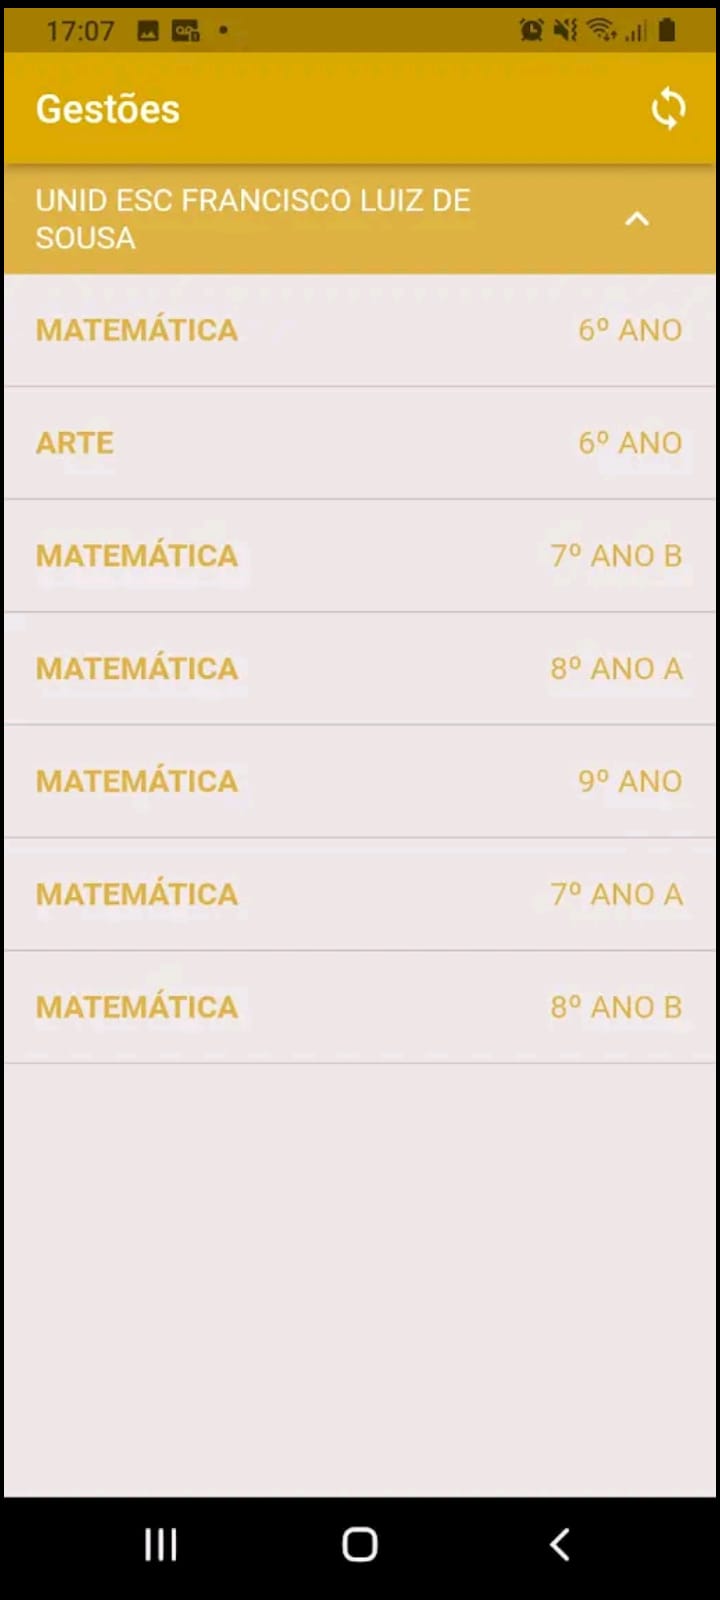 17:07
Gestões
UNID ESC FRANCISCO LUIZ DE
SOUSA
MATEMÁTICA 6º ANO
ARTE 6º ANO
MATEMÁTICA 7º ANO B
MATEMÁTICA 8º ANO A
MATEMÁTICA 9º ANO
MATEMÁTICA 7º ANO A
MATEMÁTICA 8º ANO B